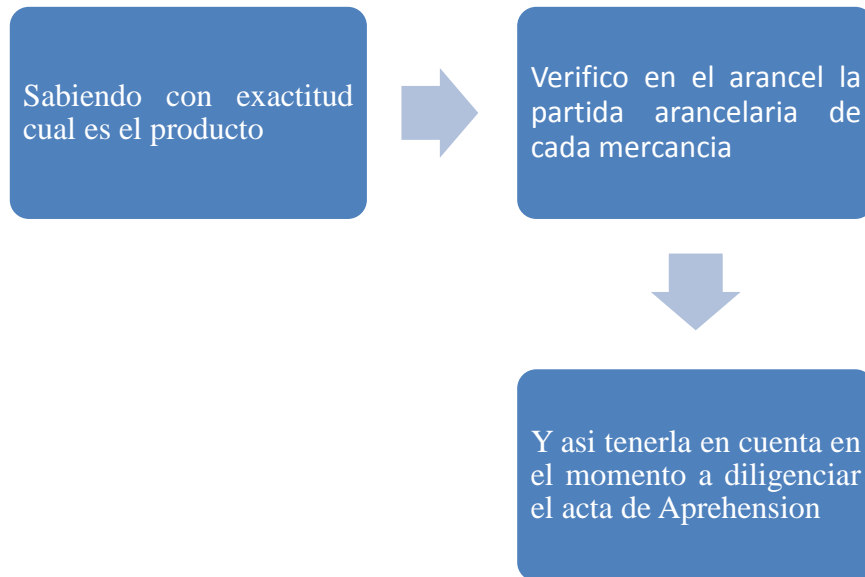 Sabiendo con exactitud
cual es el producto
Verifico en el arancel la
partida arancelaria de
cada mercancia
Y asi tenerla en cuenta en
el momento a diligenciar
el acta de Aprehension